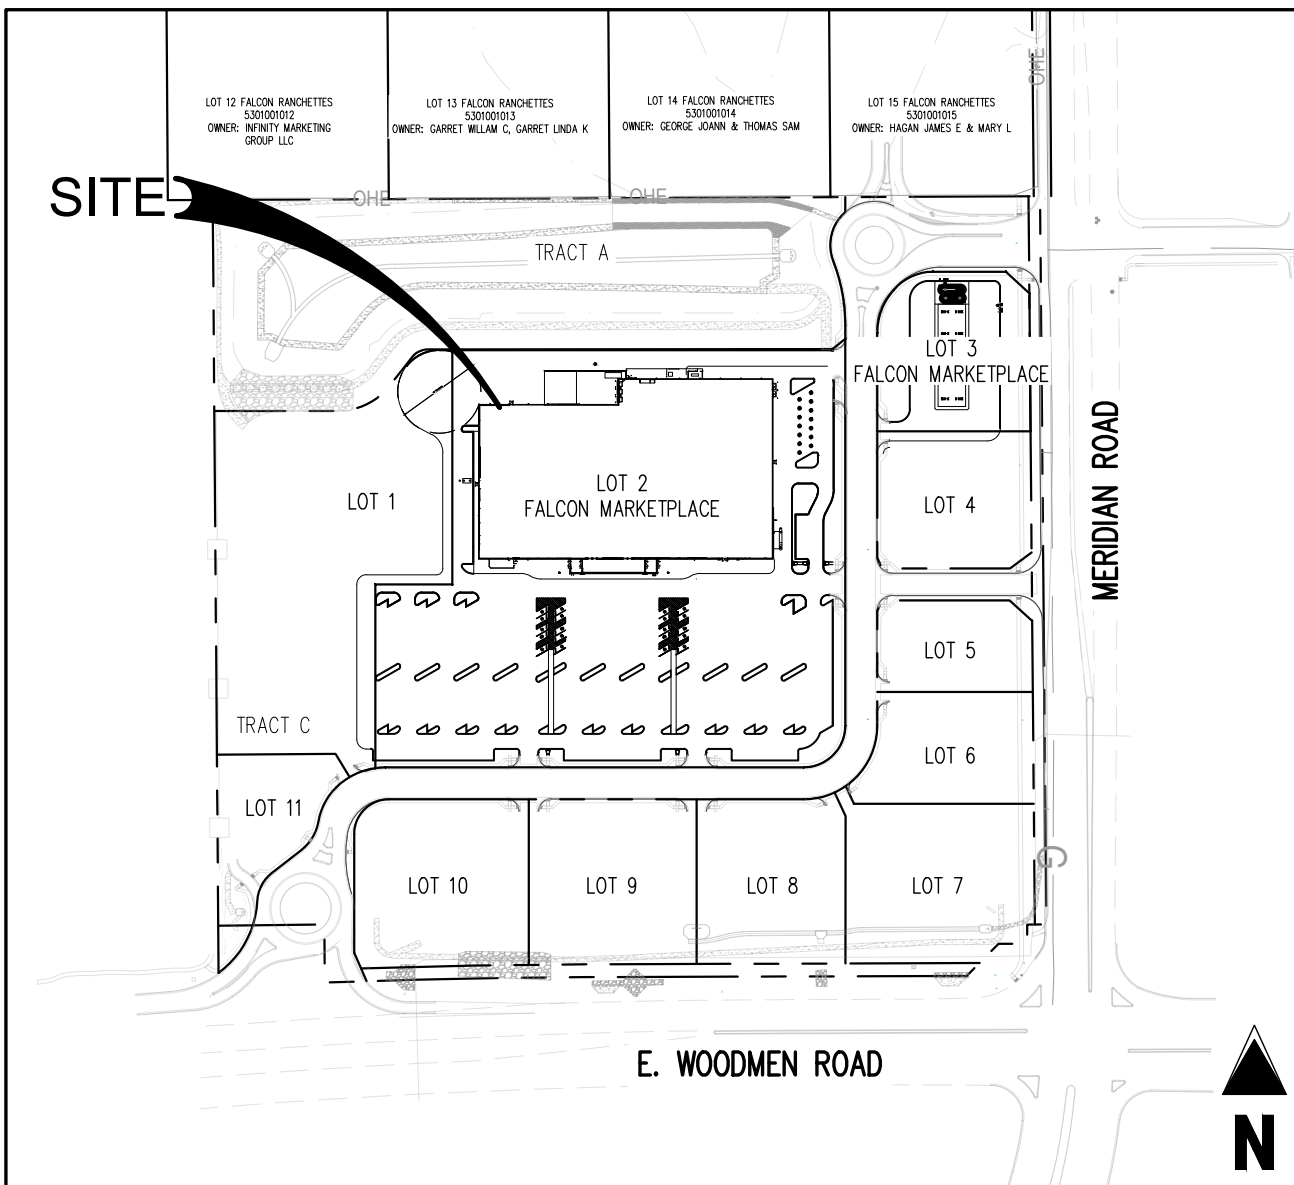 LOT 12 FALCON RANCHETTES
5301001012
OWNER: INFINITY MARKETING
GROUP LLC
LOT 13 FALCON RANCHETTES
5301001013
OWNER: GARRET WILLAM C, GARRET LINDA K
LOT 14 FALCON RANCHETTES
5301001014
OWNER: GEORGE JOANN & THOMAS SAM
LOT 15 FALCON RANCHETTES
5301001015
OWNER: HAGAN JAMES E & MARY L
OHE
SITE
OHE
OHE
TRACT A
LOT 3
FALCON MARKETPLACE
MERIDIAN ROAD
LOT 2
FALCON MARKETPLACE
LOT 1
LOT 4
LOT 5
TRACT C
LOT 6
LOT 11
G
LOT 10
LOT 9
LOT 8
LOT 7
E. WOODMEN ROAD
N